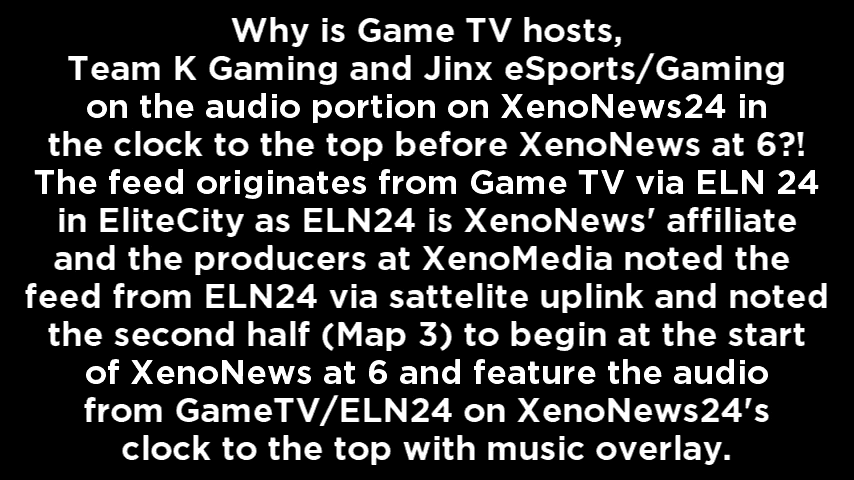 Why is Game TV hosts,
Team K Gaming and Jinx eSports/Gaming
on the audio portion on XenoNews24 in
the clock to the top before XenoNews at 6?!
The feed originates from Game TV via ELN 24
in EliteCity as ELN24 is XenoNews' affiliate
and the producers at XenoMedia noted the
feed from ELN24 via sattelite uplink and noted
the second half (Map 3) to begin at the start
of XenoNews at 6 and feature the audio
from GameTV/ELN24 on XenoNews24's
clock to the top with music overlay.